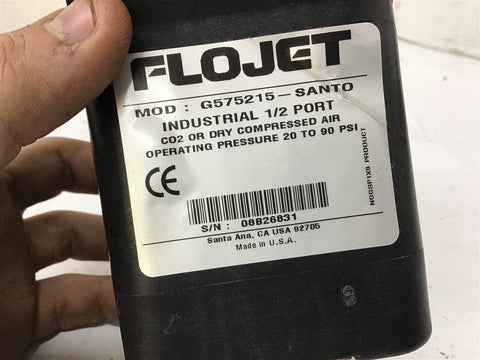 FLOJET
MOD : G575215-SANTO
INDUSTRIAL 1/2 PORT
CO2 OR DRY COMPRESSED AIR
OPERATING PRESSURE 20 TO 90 PSI
CE
S/N : 08B26831
Santa Ana, CA USA 92705
Made in U.S.A.